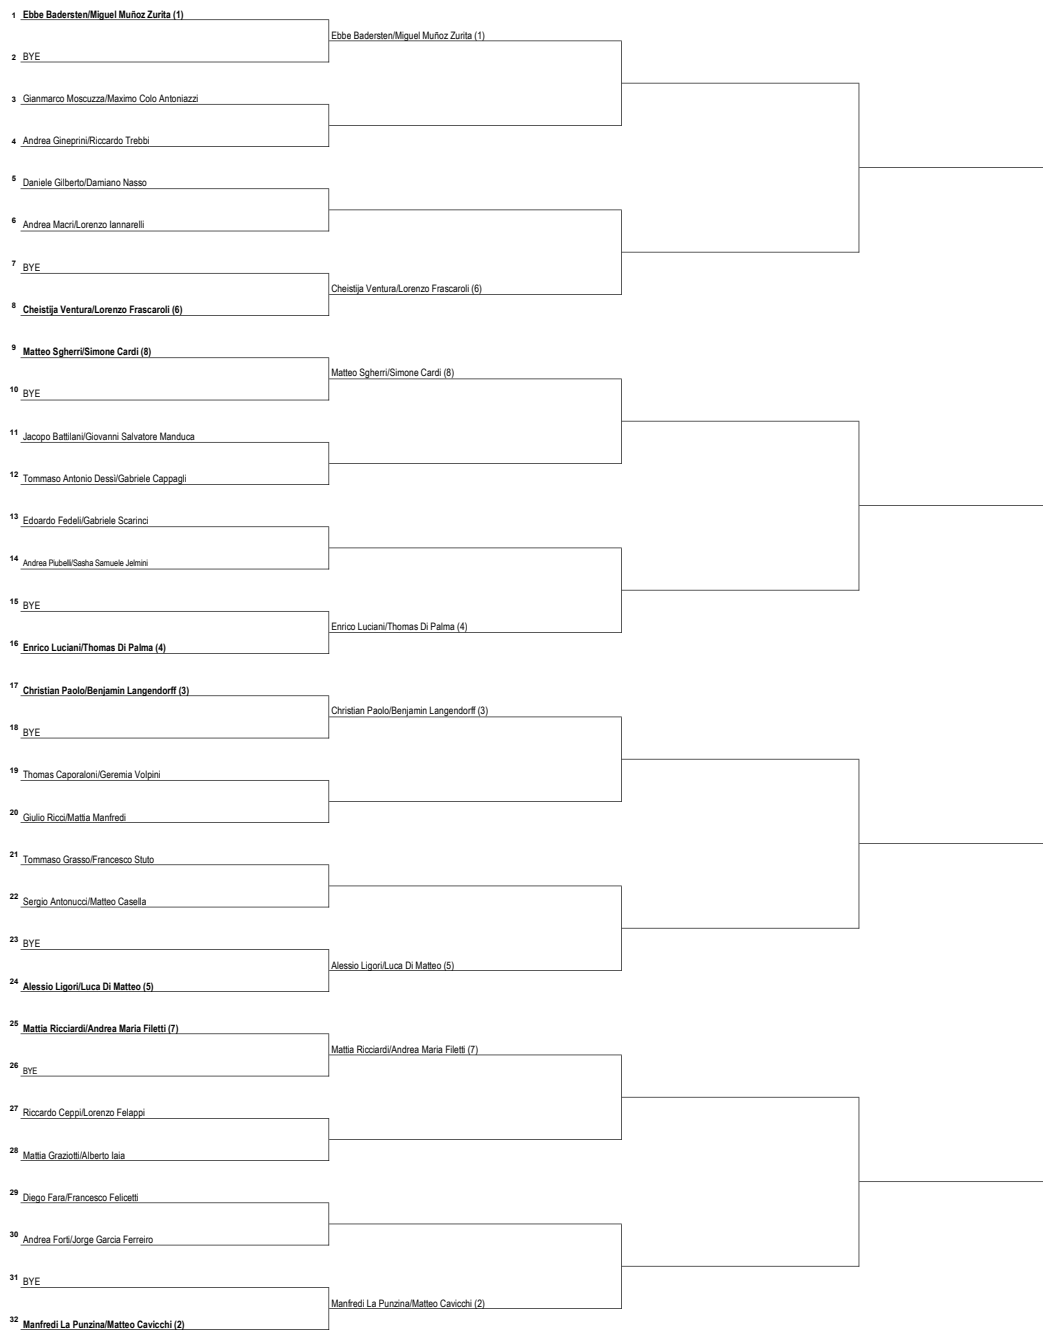 1 Ebbe Badersten/Miguel Muñoz Zurita (1)
Ebbe Badersten/Miguel Muñoz Zurita (1)
2 BYE
3 Gianmarco Moscuzza/Maximo Colo Antoniazzi
4 Andrea Gineprini/Riccardo Trebbi
5 Daniele Gilberto/Damiano Nasso
6 Andrea Macri/Lorenzo Iannarelli
7 BYE
Cheistija Ventura/Lorenzo Frascaroli (6)
8 Cheistija Ventura/Lorenzo Frascaroli (6)
9 Matteo Sgherri/Simone Cardi (8)
Matteo Sgherri/Simone Cardi (8)
10 BYE
11 Jacopo Battilani/Giovanni Salvatore Manduca
12 Tommaso Antonio Dessì/Gabriele Cappagli
13 Edoardo Fedeli/Gabriele Scarinci
14 Andrea Piubelli/Sasha Samuele Jelmini
15 BYE
Enrico Luciani/Thomas Di Palma (4)
16 Enrico Luciani/Thomas Di Palma (4)
17 Christian Paolo/Benjamin Langendorff (3)
Christian Paolo/Benjamin Langendorff (3)
18 BYE
19 Thomas Caporaloni/Geremia Volpini
20 Giulio Ricci/Mattia Manfredi
21 Tommaso Grasso/Francesco Stuto
22 Sergio Antonucci/Matteo Casella
23 BYE
Alessio Ligori/Luca Di Matteo (5)
24 Alessio Ligori/Luca Di Matteo (5)
25 Mattia Ricciardi/Andrea Maria Filetti (7)
Mattia Ricciardi/Andrea Maria Filetti (7)
26 BYE
27 Riccardo Ceppi/Lorenzo Felappi
28 Mattia Graziotti/Alberto Iaia
29 Diego Fara/Francesco Felicetti
30 Andrea Forti/Jorge Garcia Ferreiro
31 BYE
Manfredi La Punzina/Matteo Cavicchi (2)
32 Manfredi La Punzina/Matteo Cavicchi (2)